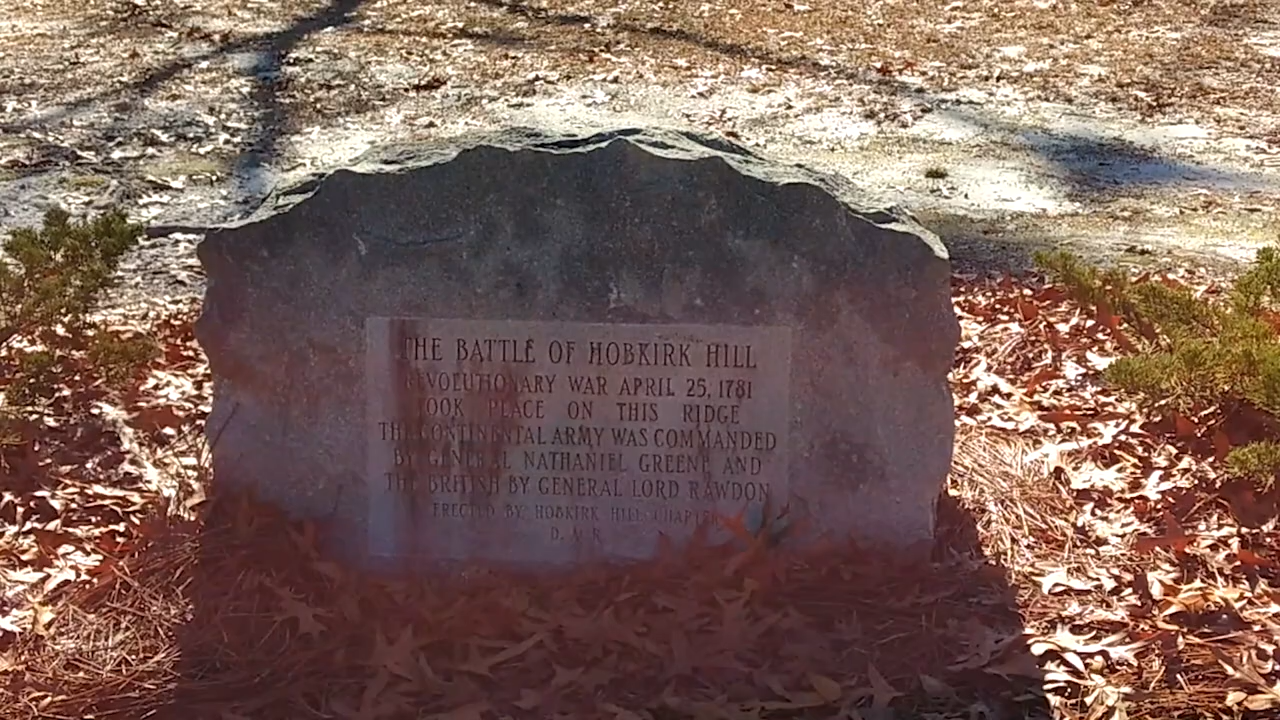 THE BATTLE OF HOBKIRK HILL
REVOLUTIONARY WAR APRIL 25, 1781
TOOK PLACE ON THIS RIDGE
THE CONTINENTAL ARMY WAS COMMANDED
BY GENERAL NATHANIEL GREENE AND
THE BRITISH BY GENERAL LORD RAWDON
ERECTED BY HOBKIRK HILL CHAPTER
D. A. R.